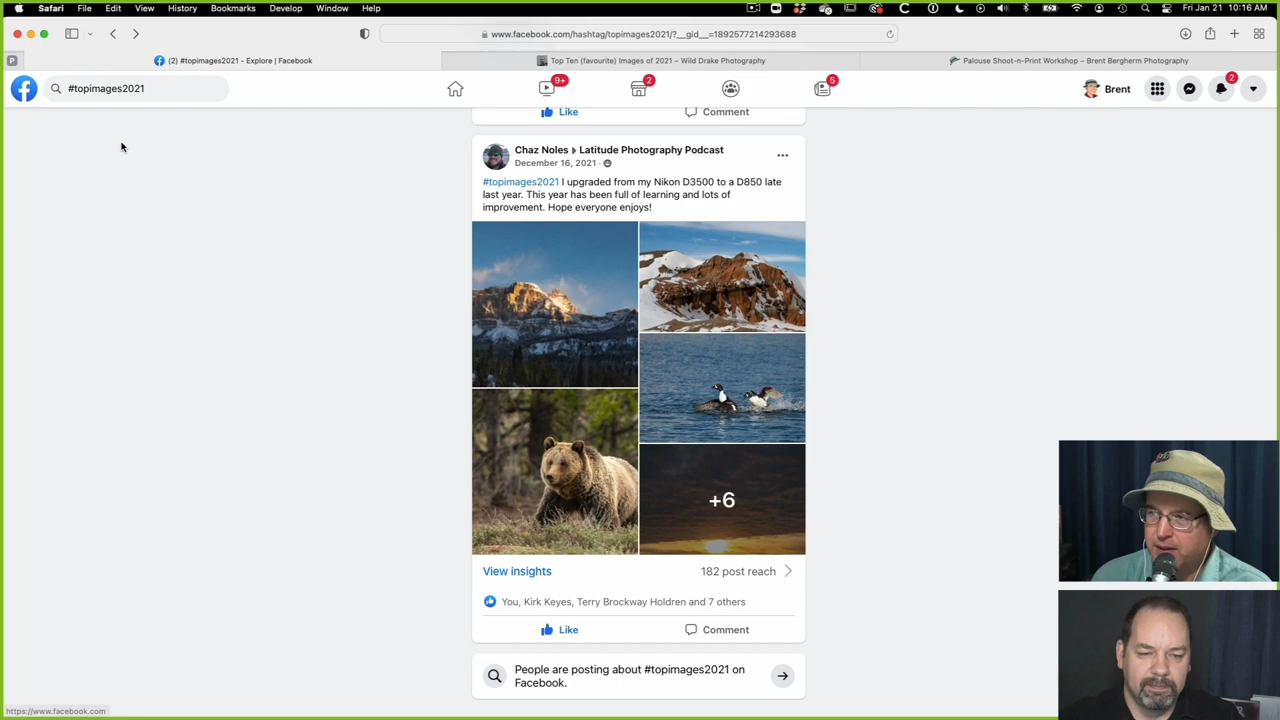 Safari File Edit View History Bookmarks Develop Window Help Fri Jan 21 10:16 AM
www.facebook.com/hashtag/topimages2021/?__gid__=1892577214293688
(2) #topimages2021 - Explore | Facebook
Top Ten (favourite) Images of 2021 – Wild Drake Photography
Palouse Shoot-n-Print Workshop – Brent Bergherm Photography
#topimages2021
9+
2
5
Brent
2
Like Comment
Chaz Noles Latitude Photography Podcast
December 16, 2021 ·
#topimages2021 I upgraded from my Nikon D3500 to a D850 late
last year. This year has been full of learning and lots of
improvement. Hope everyone enjoys!
+6
View insights 182 post reach
You, Kirk Keyes, Terry Brockway Holdren and 7 others
Like Comment
People are posting about #topimages2021 on
Facebook.
https://www.facebook.com